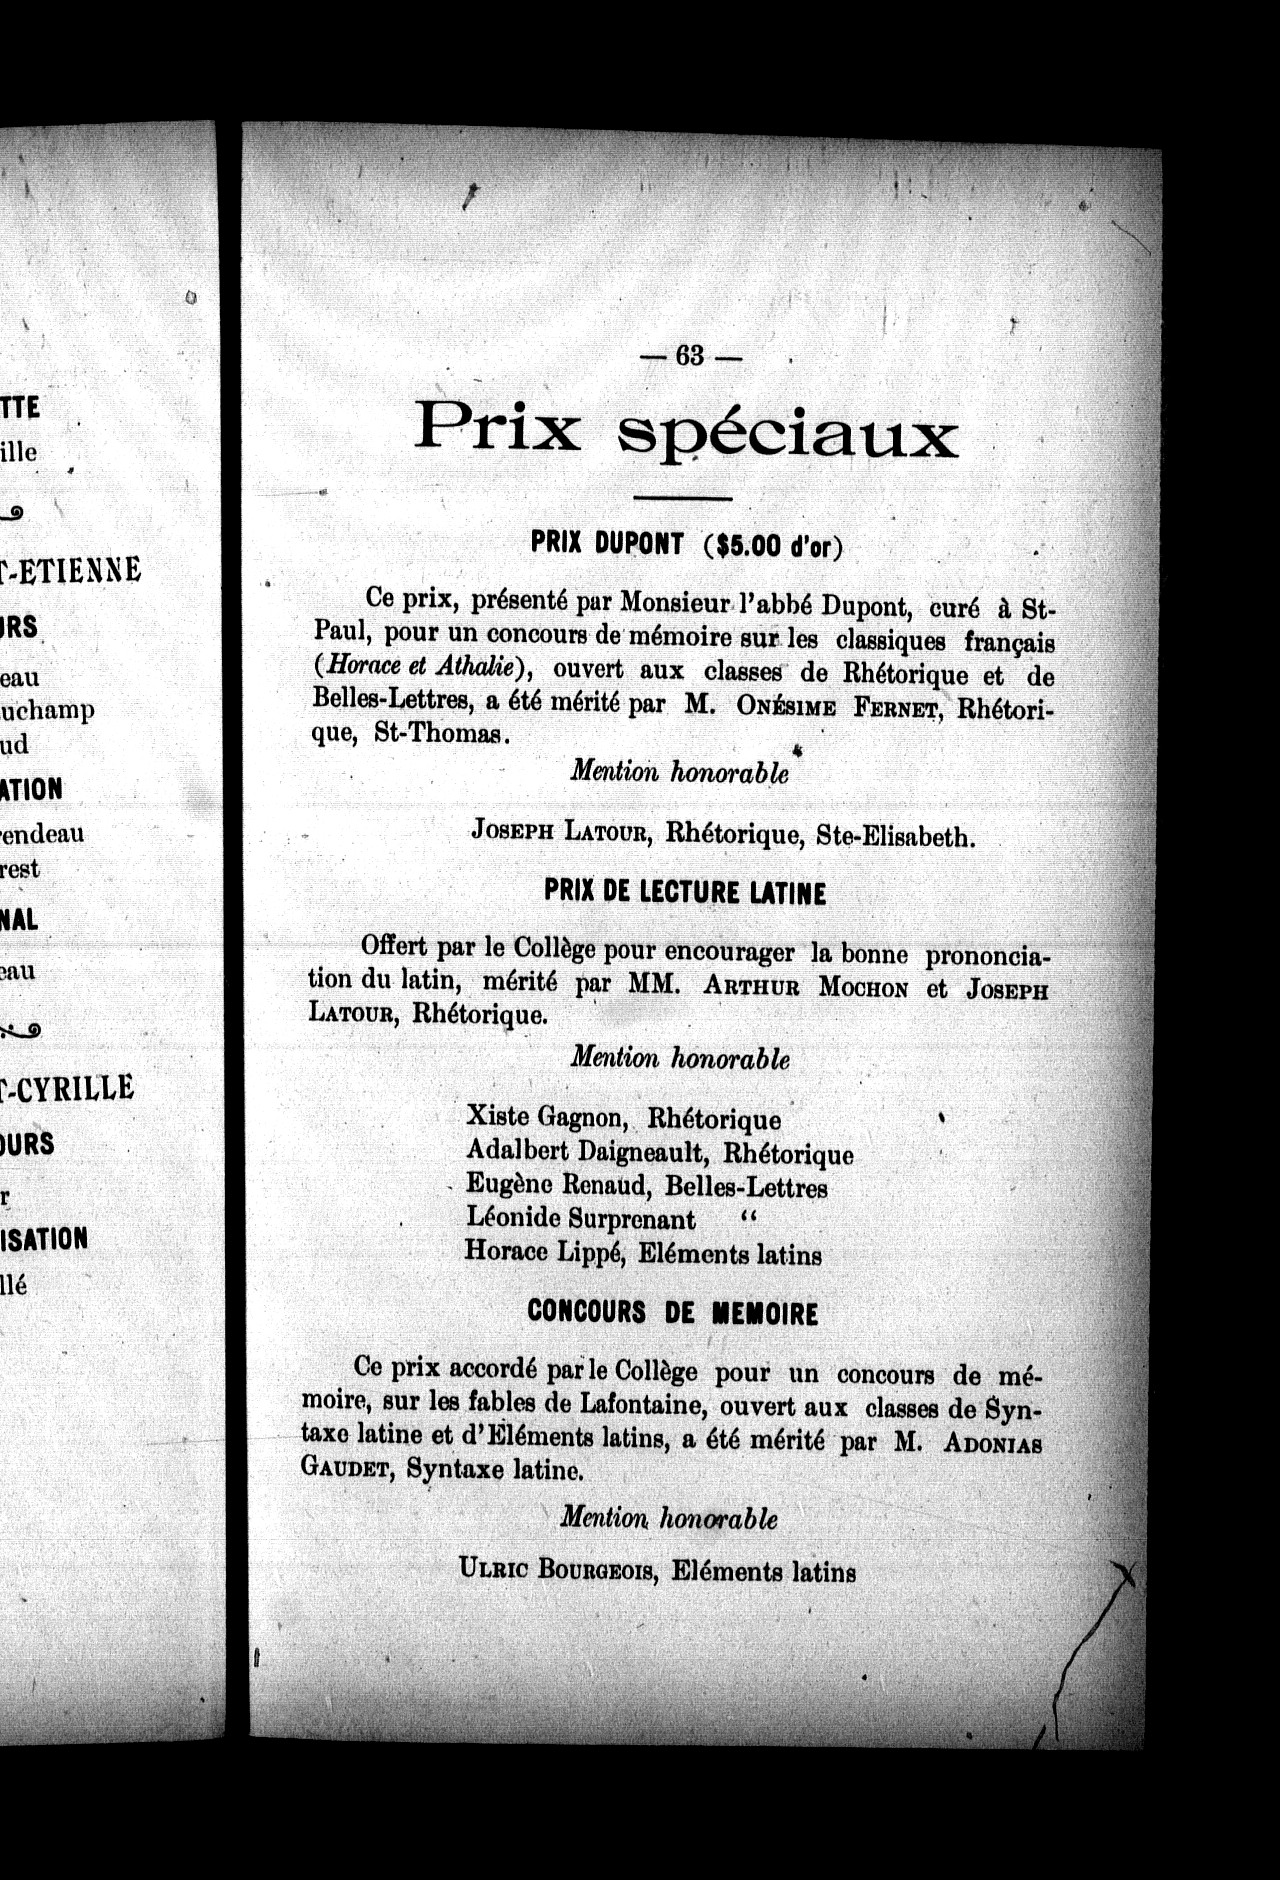 TTE
ille
T-ETIENNE
URS
eau
uchamp
ud
ATION
rendeau
rest
NAL
eau
T-CYRILLE
OURS
r
ISATION
llé
— 63 —
Prix spéciaux
PRIX DUPONT ($5.00 d'or)
Ce prix, présenté par Monsieur l'abbé Dupont, curé à St-
Paul, pour un concours de mémoire sur les classiques français
(Horace et Athalie), ouvert aux classes de Rhétorique et de
Belles-Lettres, a été mérité par M. ONÉSIME FERNET, Rhétori-
que, St-Thomas.
Mention honorable
JOSEPH LATOUR, Rhétorique, Ste-Elisabeth.
PRIX DE LECTURE LATINE
Offert par le Collège pour encourager la bonne prononcia-
tion du latin, mérité par MM. ARTHUR MOCHON et JOSEPH
LATOUR, Rhétorique.
Mention honorable
Xiste Gagnon, Rhétorique
Adalbert Daigneault, Rhétorique
Eugène Renaud, Belles-Lettres
Léonide Surprenant “
Horace Lippé, Eléments latins
CONCOURS DE MEMOIRE
Ce prix accordé par le Collège pour un concours de mé-
moire, sur les fables de Lafontaine, ouvert aux classes de Syn-
taxe latine et d'Eléments latins, a été mérité par M. ADONIAS
GAUDET, Syntaxe latine.
Mention honorable
ULRIC BOURGEOIS, Eléments latins